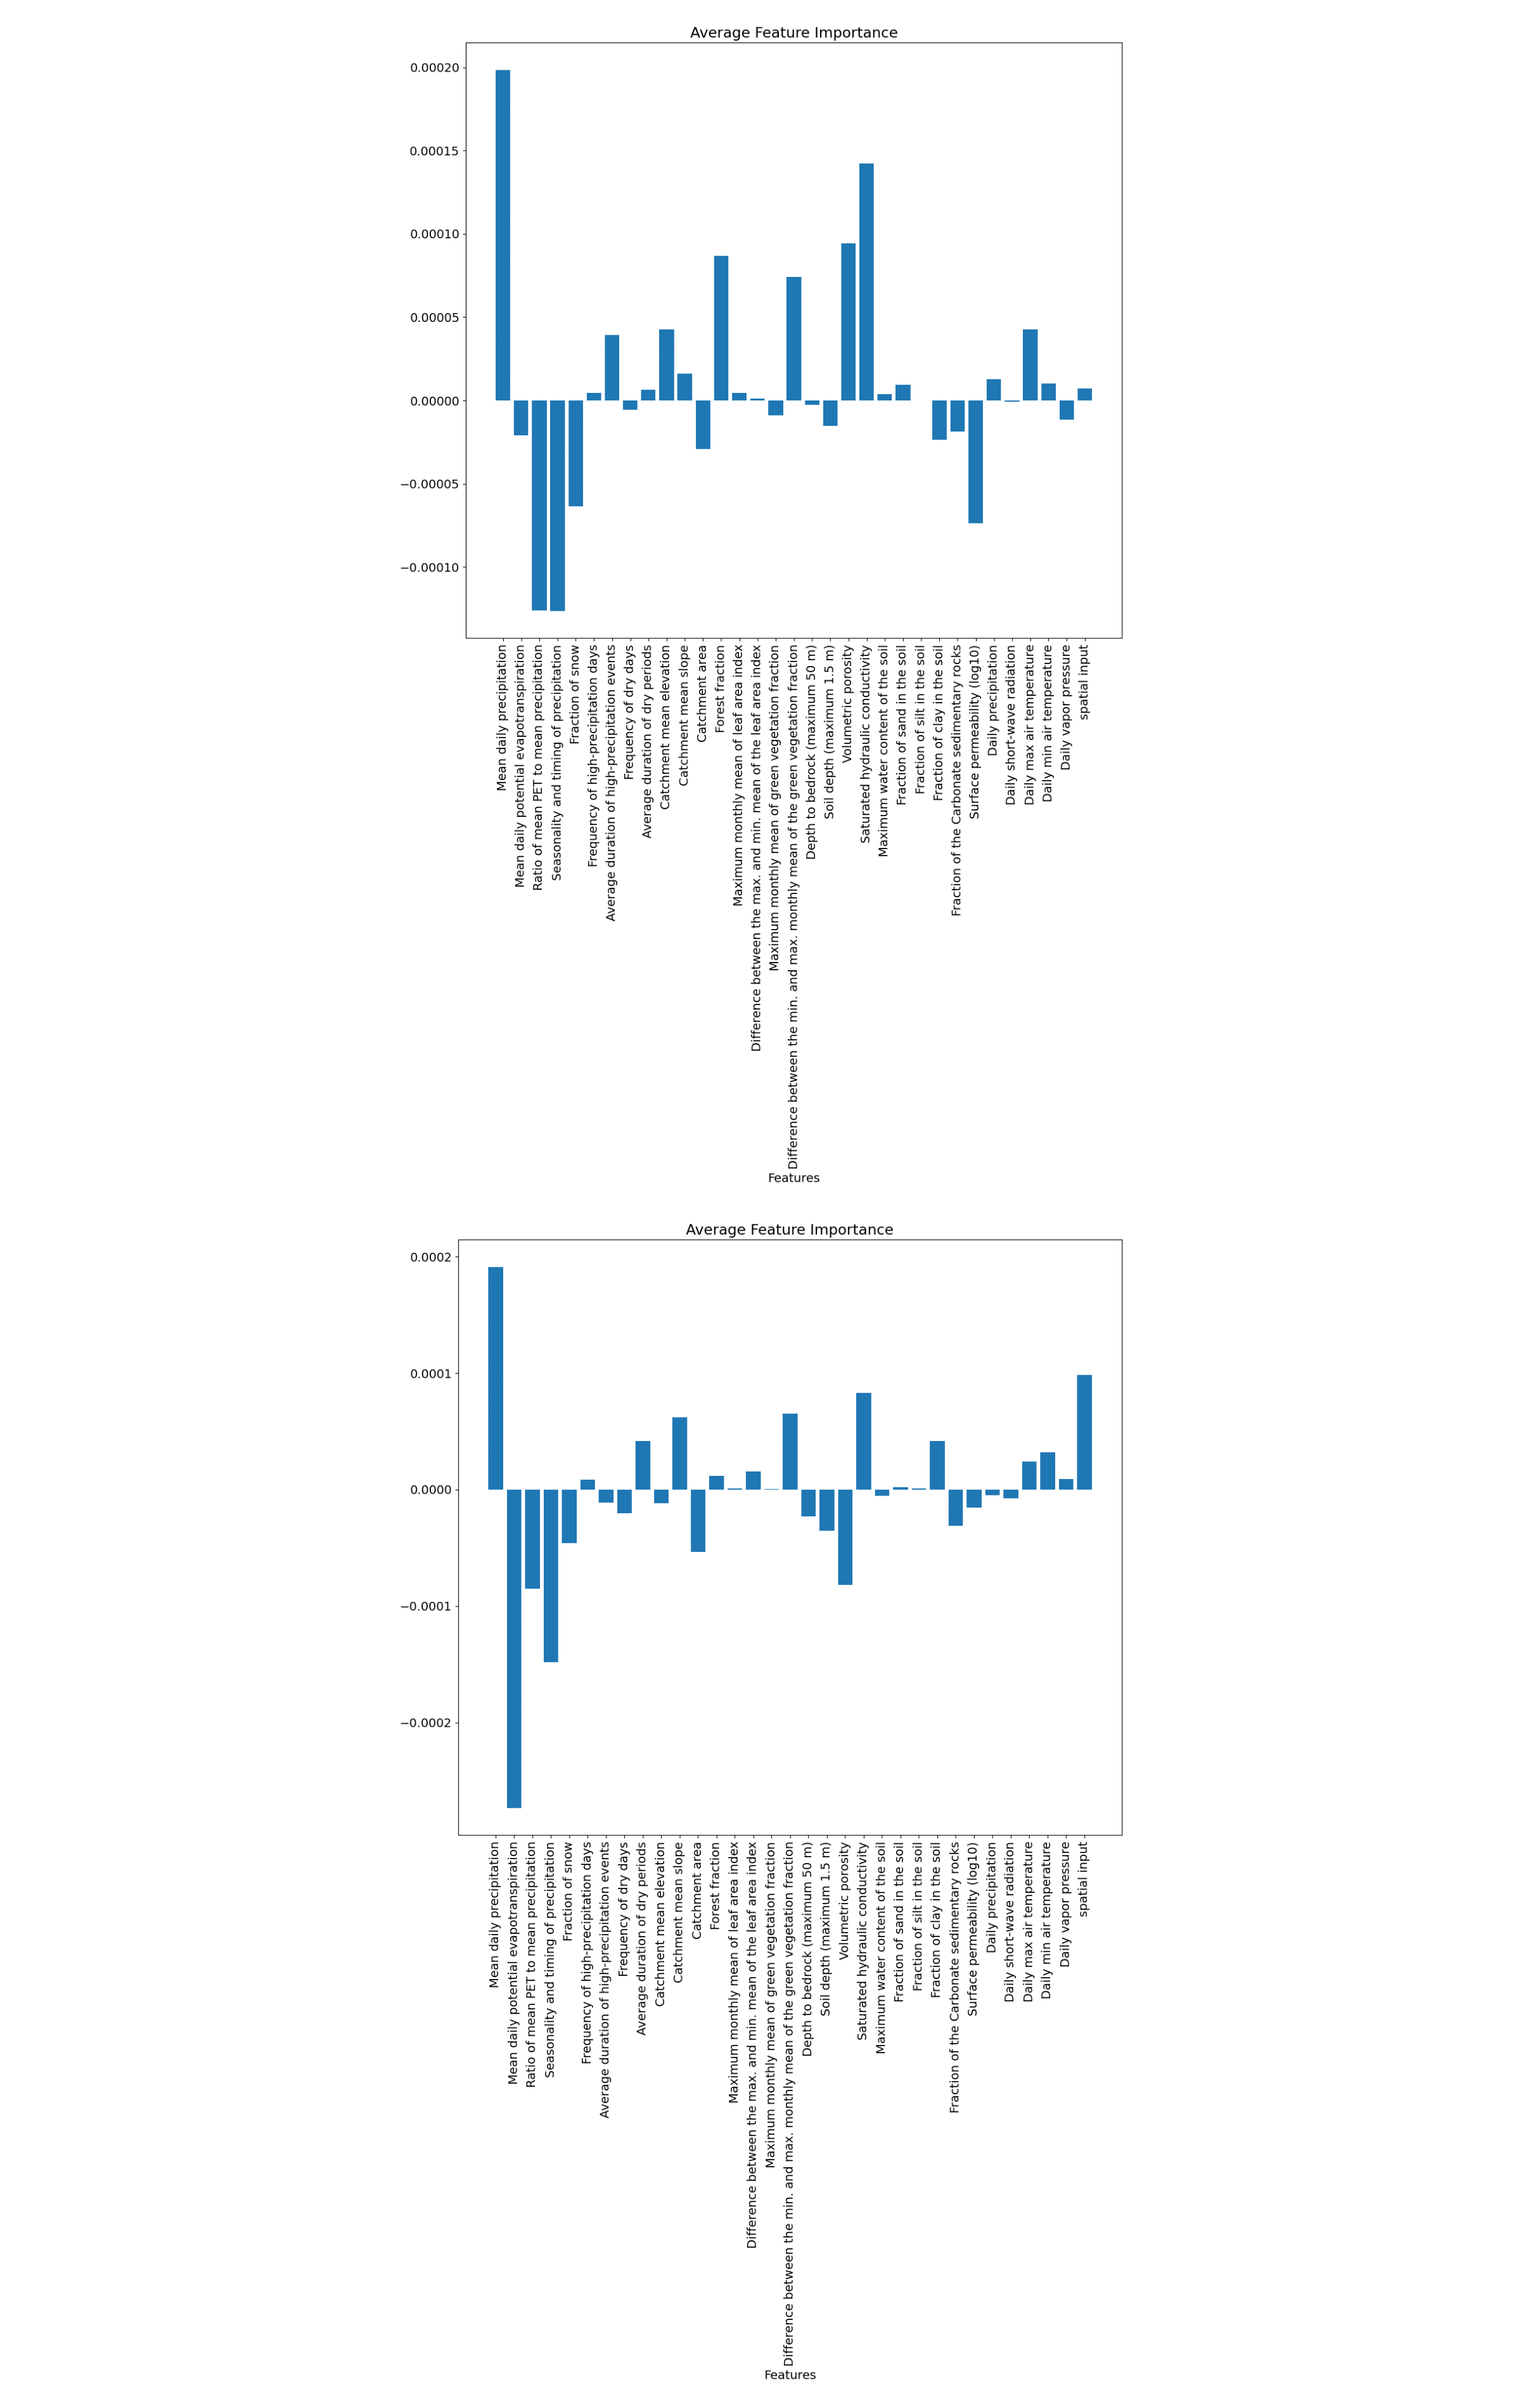 Average Feature Importance
0.00020
0.00015
0.00010
0.00005
0.00000
−0.00005
−0.00010
Mean daily precipitation
Mean daily potential evapotranspiration
Ratio of mean PET to mean precipitation
Seasonality and timing of precipitation
Fraction of snow
Frequency of high-precipitation days
Average duration of high-precipitation events
Frequency of dry days
Average duration of dry periods
Catchment mean elevation
Catchment mean slope
Catchment area
Forest fraction
Maximum monthly mean of leaf area index
Difference between the max. and min. mean of the leaf area index
Maximum monthly mean of green vegetation fraction
Difference between the min. and max. monthly mean of the green vegetation fraction
Depth to bedrock (maximum 50 m)
Soil depth (maximum 1.5 m)
Volumetric porosity
Saturated hydraulic conductivity
Maximum water content of the soil
Fraction of sand in the soil
Fraction of silt in the soil
Fraction of clay in the soil
Fraction of the Carbonate sedimentary rocks
Surface permeability (log10)
Daily precipitation
Daily short-wave radiation
Daily max air temperature
Daily min air temperature
Daily vapor pressure
spatial input
Features
Average Feature Importance
0.0002
0.0001
0.0000
−0.0001
−0.0002
Mean daily precipitation
Mean daily potential evapotranspiration
Ratio of mean PET to mean precipitation
Seasonality and timing of precipitation
Fraction of snow
Frequency of high-precipitation days
Average duration of high-precipitation events
Frequency of dry days
Average duration of dry periods
Catchment mean elevation
Catchment mean slope
Catchment area
Forest fraction
Maximum monthly mean of leaf area index
Difference between the max. and min. mean of the leaf area index
Maximum monthly mean of green vegetation fraction
Difference between the min. and max. monthly mean of the green vegetation fraction
Depth to bedrock (maximum 50 m)
Soil depth (maximum 1.5 m)
Volumetric porosity
Saturated hydraulic conductivity
Maximum water content of the soil
Fraction of sand in the soil
Fraction of silt in the soil
Fraction of clay in the soil
Fraction of the Carbonate sedimentary rocks
Surface permeability (log10)
Daily precipitation
Daily short-wave radiation
Daily max air temperature
Daily min air temperature
Daily vapor pressure
spatial input
Features